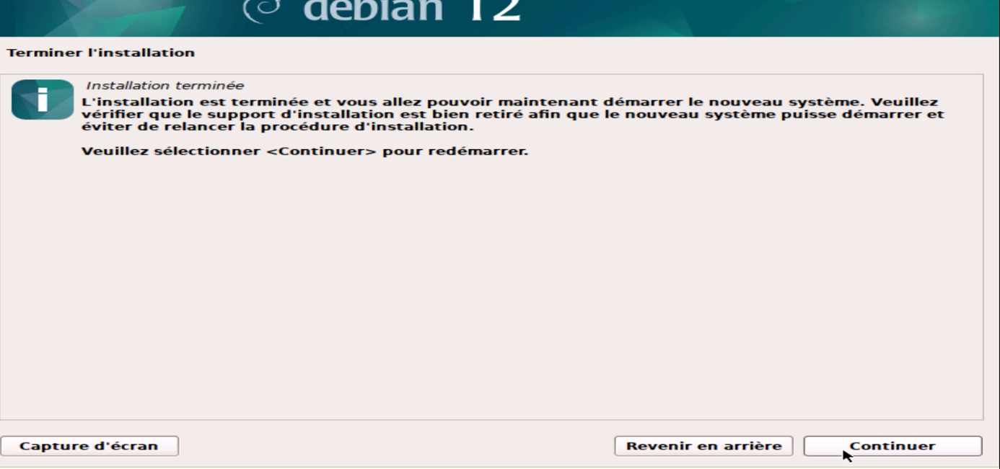 debian 12
Terminer l'installation
Installation terminée
L'installation est terminée et vous allez pouvoir maintenant démarrer le nouveau système. Veuillez
vérifier que le support d'installation est bien retiré afin que le nouveau système puisse démarrer et
éviter de relancer la procédure d'installation.
Veuillez sélectionner <Continuer> pour redémarrer.
Capture d'écran
Revenir en arrière
Continuer